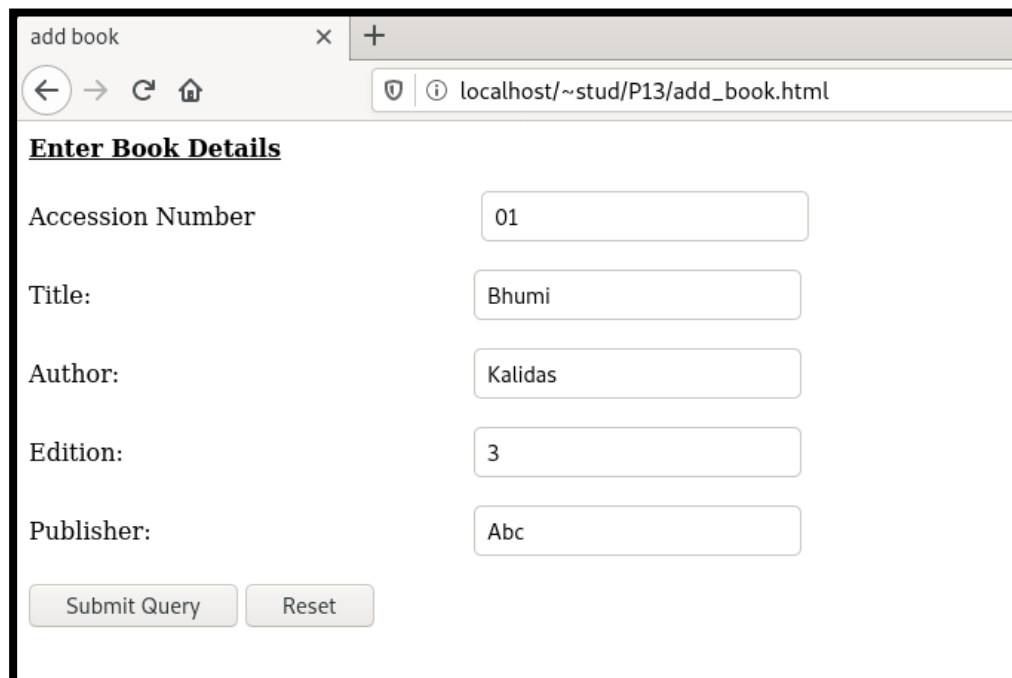 add book
localhost/~stud/P13/add_book.html
Enter Book Details
Accession Number 01
Title: Bhumi
Author: Kalidas
Edition: 3
Publisher: Abc
Submit Query Reset